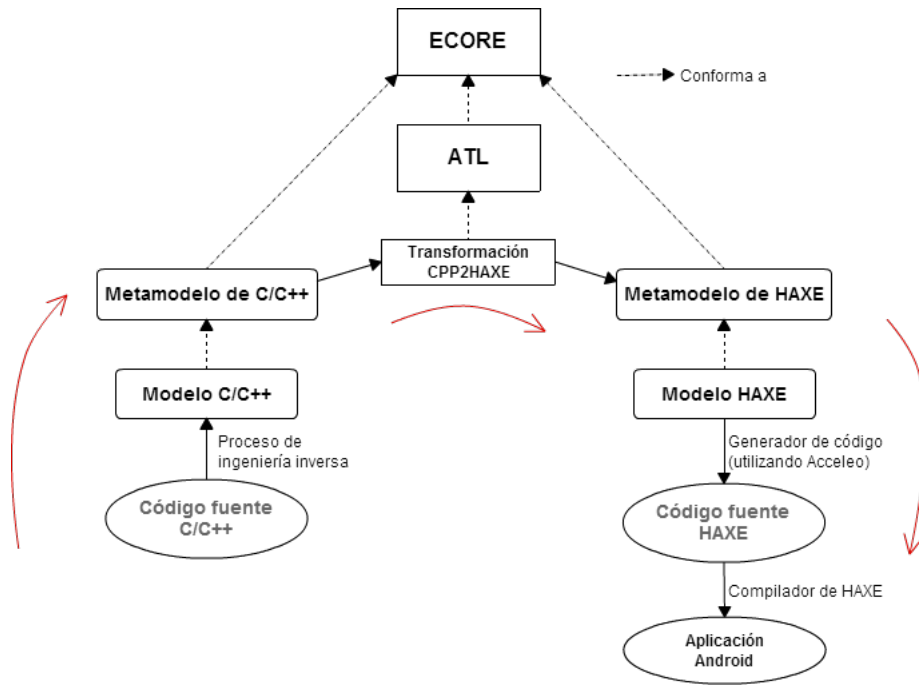 ECORE
Conforma a
ATL
Transformación
CPP2HAXE
Metamodelo de C/C++
Metamodelo de HAXE
Modelo C/C++
Modelo HAXE
Proceso de
ingeniería inversa
Generador de código
(utilizando Acceleo)
Código fuente
C/C++
Código fuente
HAXE
Compilador de HAXE
Aplicación
Android